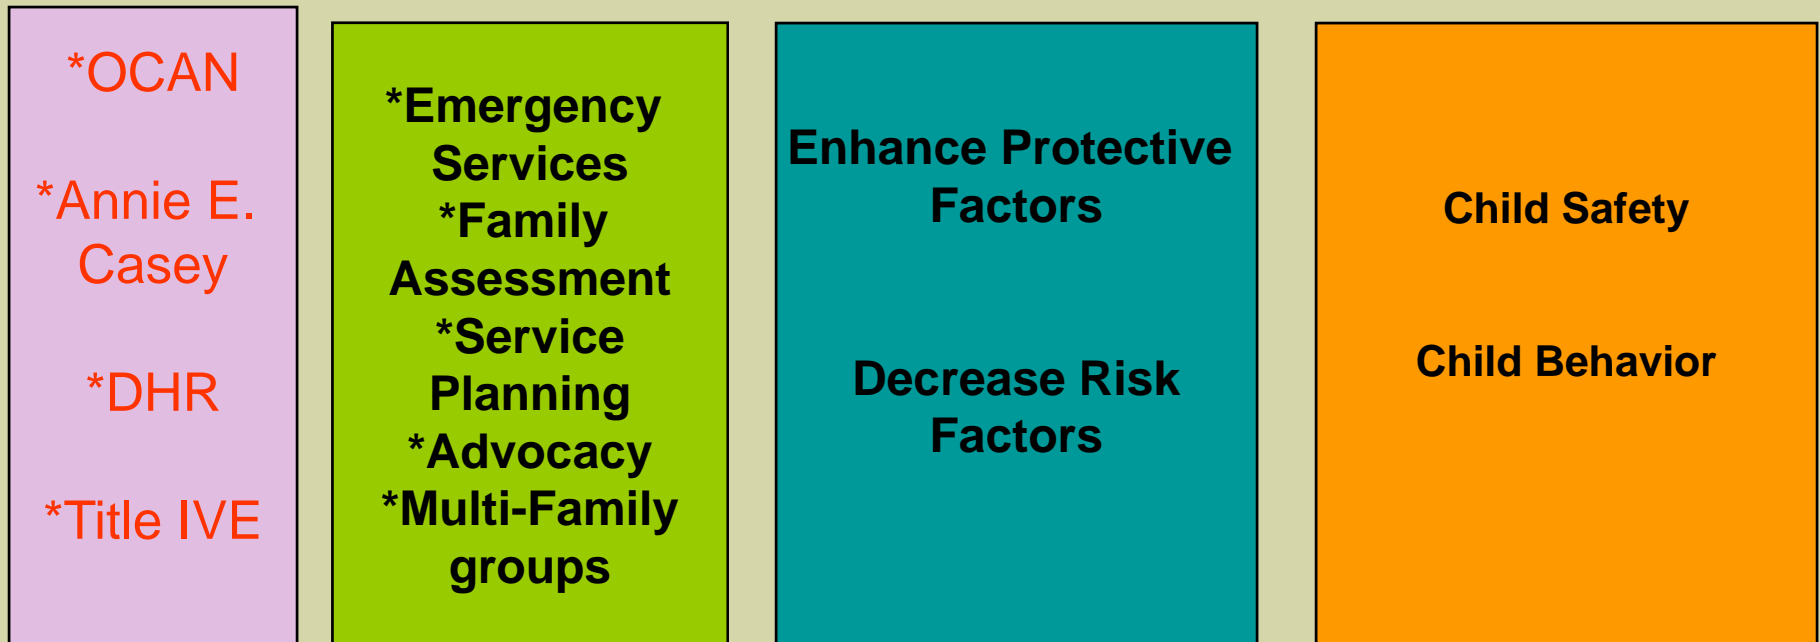 *OCAN
*Annie E.
Casey
*DHR
*Title IVE
*Emergency
Services
*Family
Assessment
*Service
Planning
*Advocacy
*Multi-Family
groups
Enhance Protective
Factors
Decrease Risk
Factors
Child Safety
Child Behavior